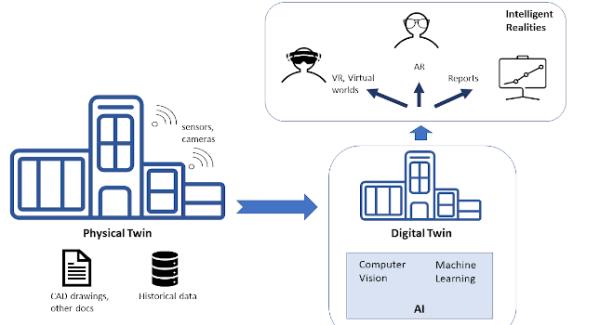 Intelligent
Realities
AR
VR, Virtual
worlds
Reports
sensors,
cameras
Physical Twin
Digital Twin
CAD drawings,
other docs
Historical data
Computer
Vision
Machine
Learning
AI